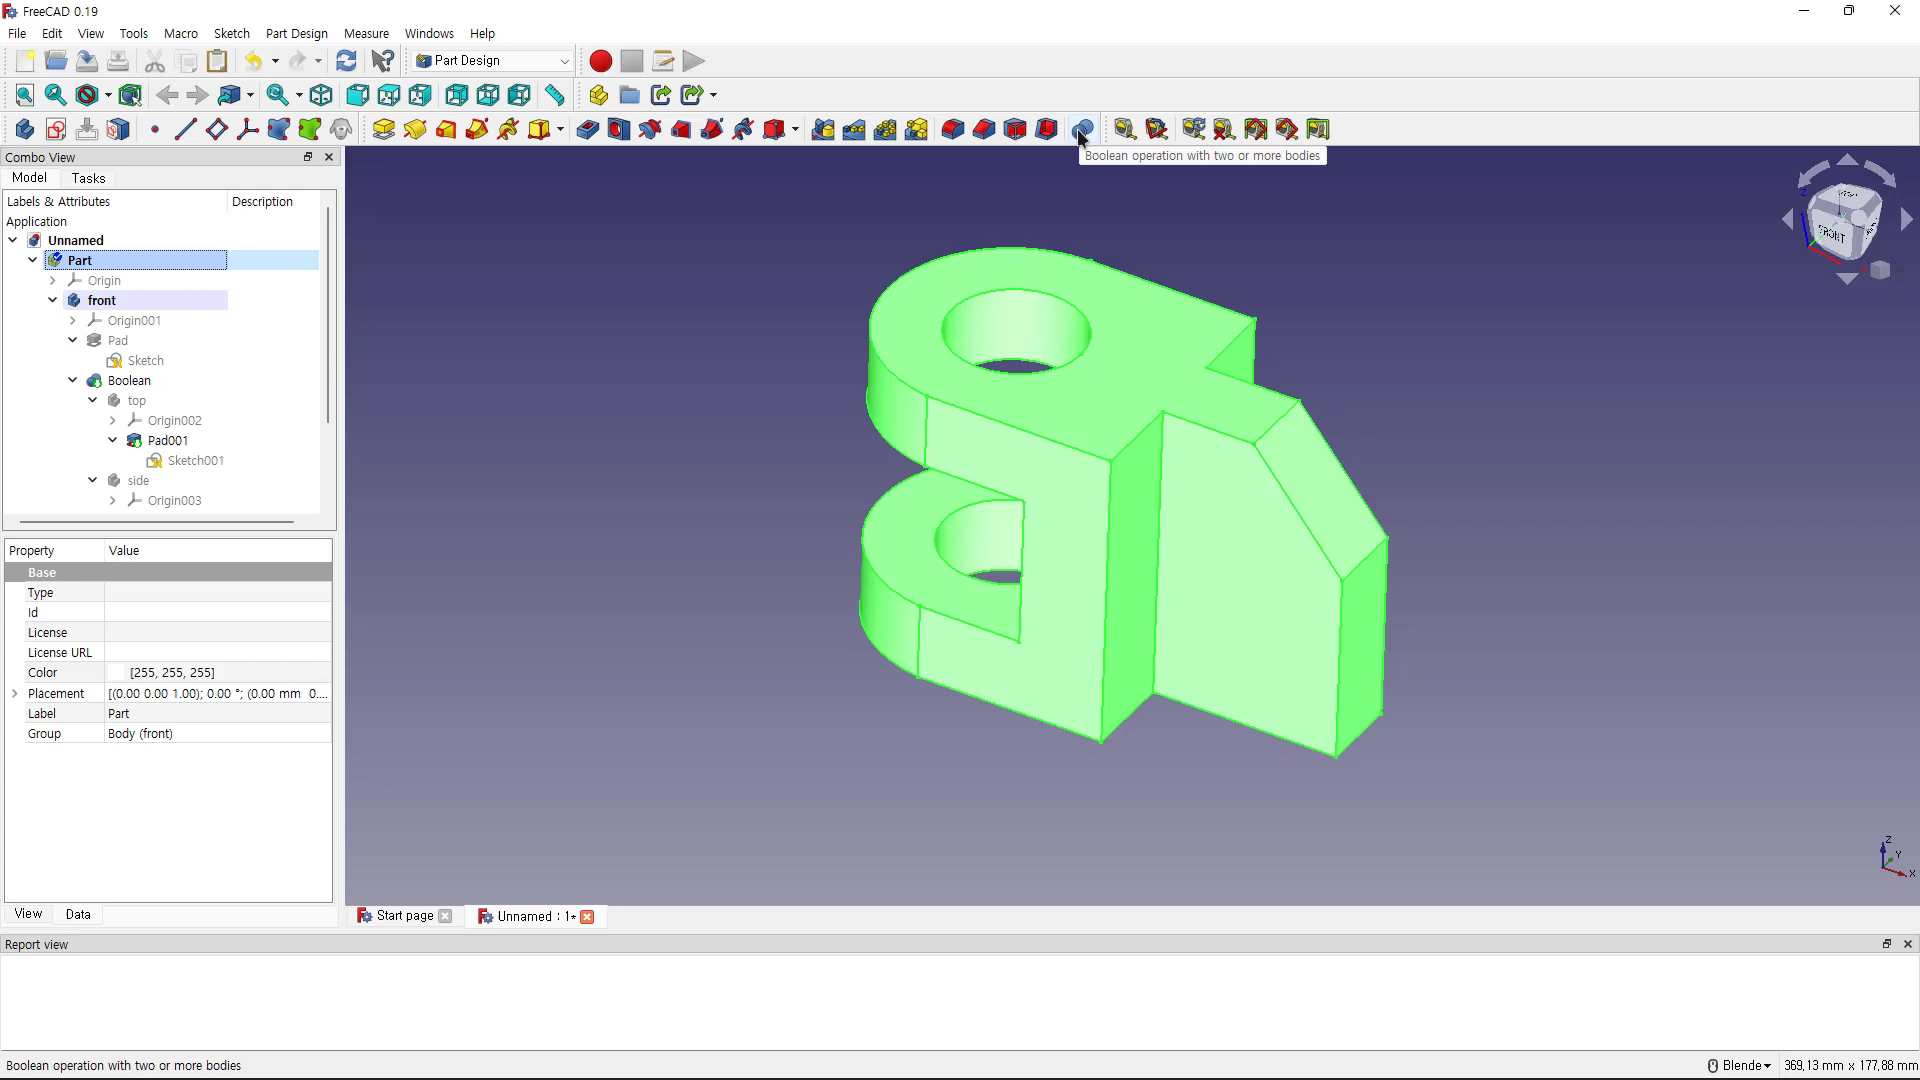 FreeCAD 0.19
File Edit View Tools Macro Sketch Part Design Measure Windows Help
Part Design
Boolean operation with two or more bodies
Combo View
Model Tasks
Labels & Attributes Description
Application
Unnamed
Part
Origin
front
Origin001
Pad
Sketch
Boolean
top
Origin002
Pad001
Sketch001
side
Origin003
Property Value
Base
Type
Id
License
License URL
Color [255, 255, 255]
Placement [(0.00 0.00 1.00); 0.00 °; (0.00 mm 0....
Label Part
Group Body (front)
View Data
FRONT
Z
Z
Y
X
Start page Unnamed : 1*
Report view
Boolean operation with two or more bodies
Blende 369,13 mm x 177,88 mm